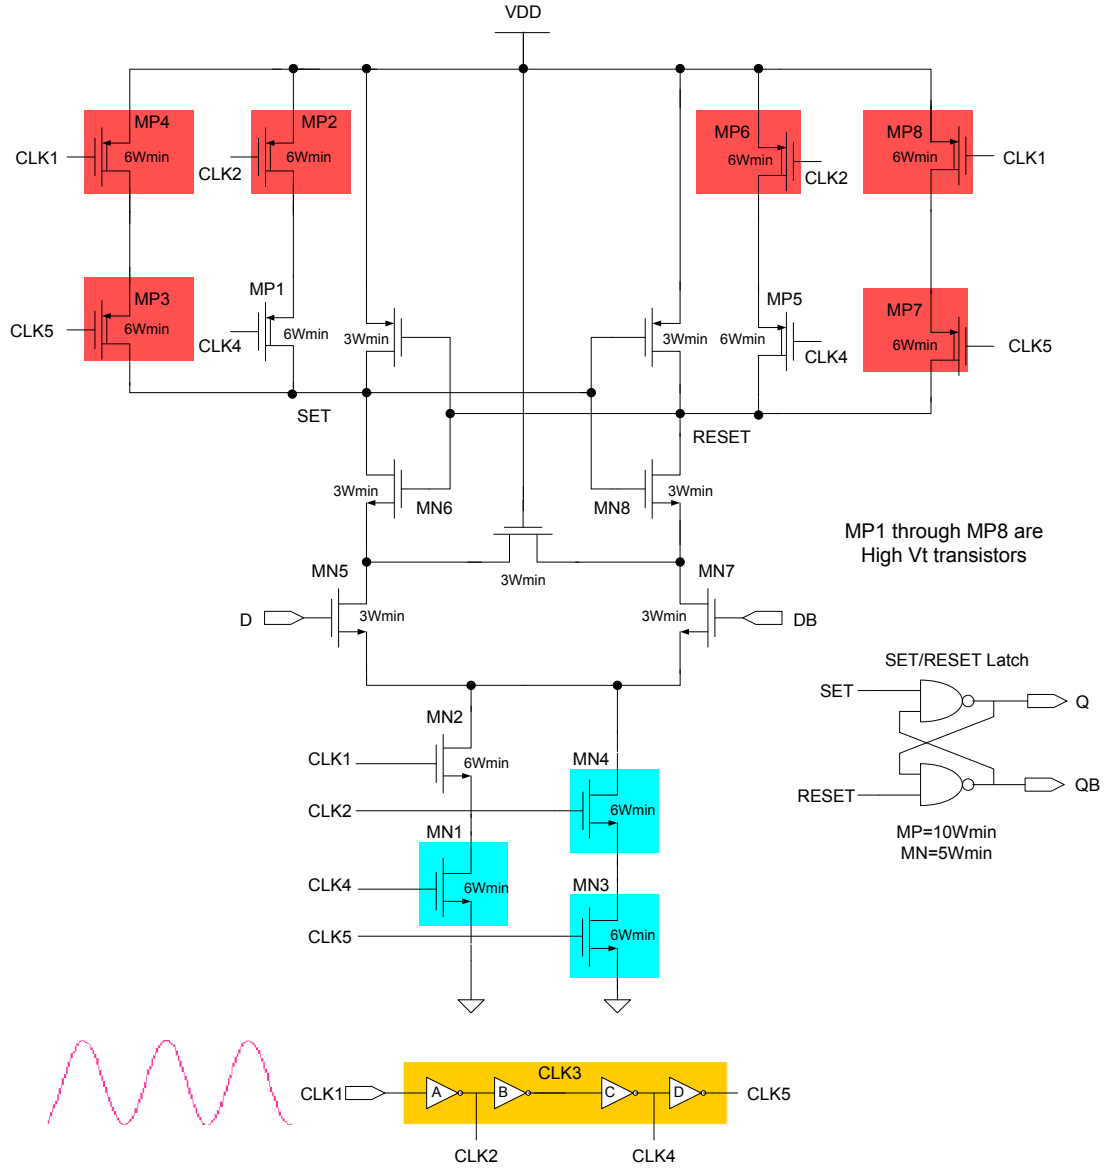 VDD
MP4
MP2
MP6
MP8
CLK1
6Wmin
6Wmin
6Wmin
6Wmin
CLK1
CLK2
CLK2
MP3
MP1
MP5
MP7
CLK5
6Wmin
6Wmin
3Wmin
3Wmin
6Wmin
6Wmin
CLK5
CLK4
CLK4
SET
RESET
3Wmin
MN6
MN8
3Wmin
MP1 through MP8 are
High Vt transistors
MN5
3Wmin
MN7
D
3Wmin
3Wmin
DB
SET/RESET Latch
SET
Q
MN2
CLK1
6Wmin
MN4
CLK2
6Wmin
RESET
QB
MN1
MP=10Wmin
MN=5Wmin
CLK4
6Wmin
MN3
CLK5
6Wmin
CLK3
CLK1
A
B
C
D
CLK5
CLK2
CLK4